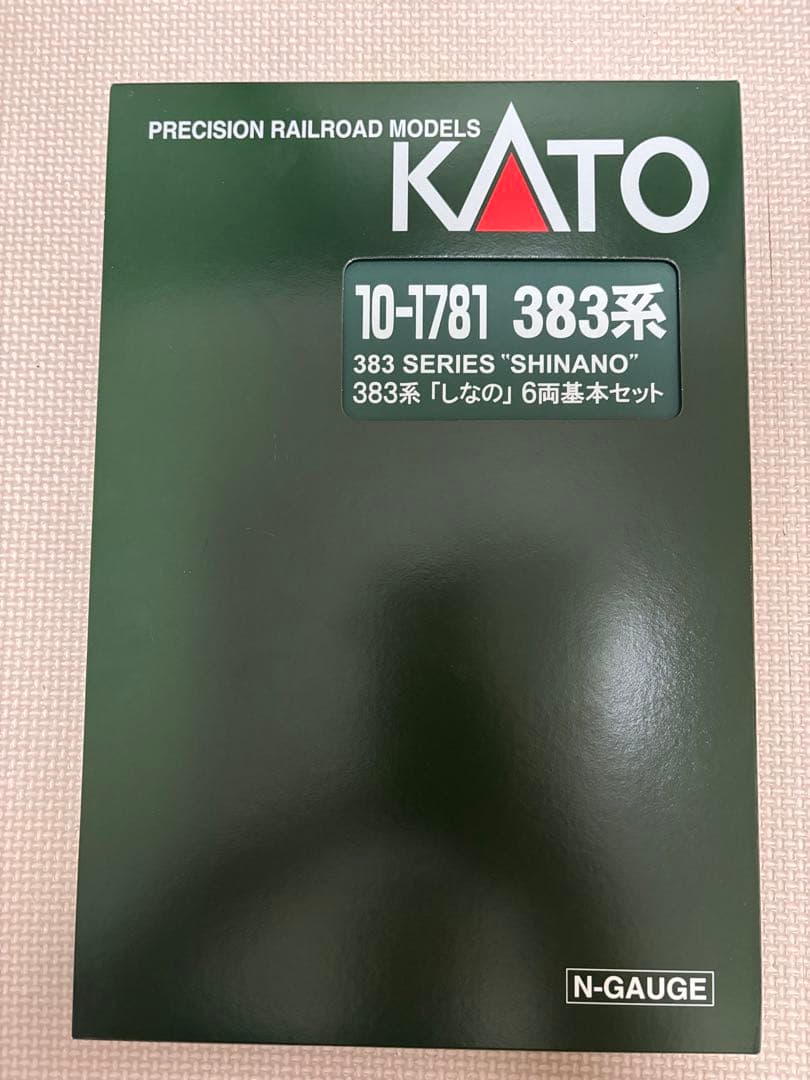 PRECISION RAILROAD MODELS
KATO
10-1781 383系
383 SERIES "SHINANO"
383系「しなの」6両基本セット
N-GAUGE